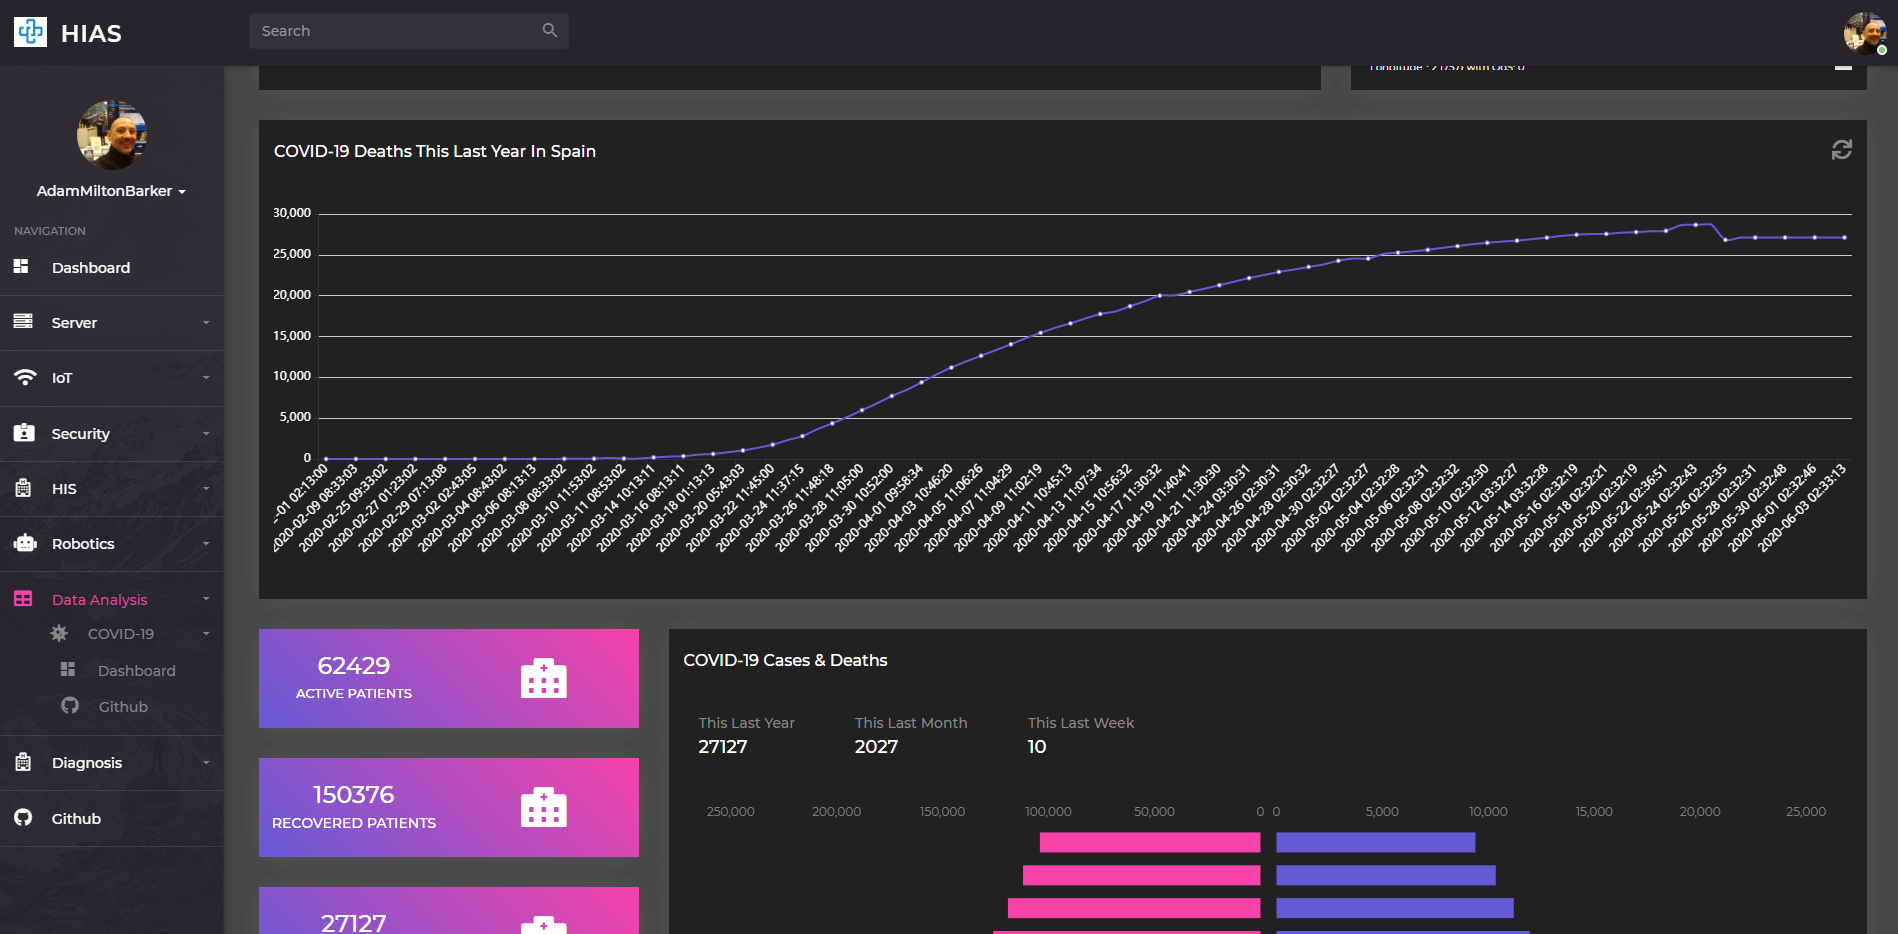 HIAS
Search
AdamMiltonBarker
NAVIGATION
Dashboard
Server
IoT
Security
HIS
Robotics
Data Analysis
COVID-19
Dashboard
Github
Diagnosis
Github
COVID-19 Deaths This Last Year In Spain
30,000
25,000
20,000
15,000
10,000
5,000
0
-01 02:13:00
2020-02-09 08:33:03
2020-02-25 09:33:02
2020-02-27 01:23:02
2020-02-29 07:13:08
2020-03-02 02:43:05
2020-03-04 08:43:02
2020-03-06 08:13:13
2020-03-08 08:33:02
2020-03-10 11:53:02
2020-03-11 08:53:02
2020-03-14 10:13:11
2020-03-16 08:13:11
2020-03-18 01:13:13
2020-03-20 05:43:03
2020-03-22 11:45:00
2020-03-24 11:37:15
2020-03-26 11:48:18
2020-03-28 11:05:00
2020-03-30 10:52:00
2020-04-01 09:58:34
2020-04-03 10:46:20
2020-04-05 11:06:26
2020-04-07 11:04:29
2020-04-09 11:02:19
2020-04-11 10:45:13
2020-04-13 11:07:34
2020-04-15 10:56:32
2020-04-17 11:30:32
2020-04-19 11:40:41
2020-04-21 11:30:30
2020-04-24 03:30:31
2020-04-26 02:30:31
2020-04-28 02:30:32
2020-04-30 02:32:27
2020-05-02 02:32:27
2020-05-04 02:32:28
2020-05-06 02:32:31
2020-05-08 02:32:32
2020-05-10 02:32:30
2020-05-12 03:32:27
2020-05-14 03:32:28
2020-05-16 02:32:19
2020-05-18 02:32:21
2020-05-20 02:32:19
2020-05-22 02:36:51
2020-05-24 02:32:43
2020-05-26 02:32:35
2020-05-28 02:32:31
2020-05-30 02:32:48
2020-06-01 02:32:46
2020-06-03 02:33:13
62429
ACTIVE PATIENTS
150376
RECOVERED PATIENTS
27127
COVID-19 Cases & Deaths
This Last Year
27127
This Last Month
2027
This Last Week
10
250,000 200,000 150,000 100,000 50,000 0 0 5,000 10,000 15,000 20,000 25,000